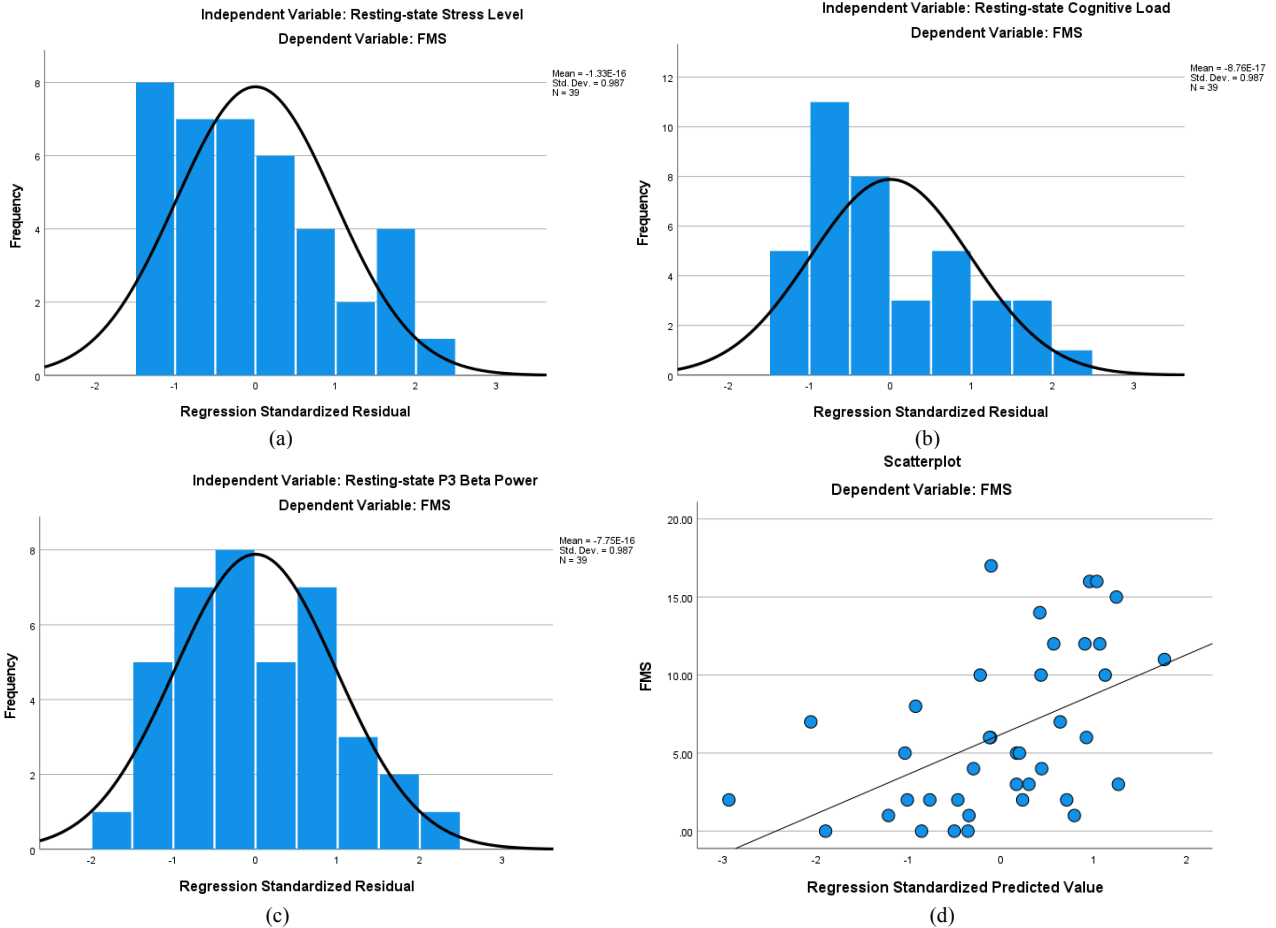 Independent Variable: Resting-state Stress Level
Dependent Variable: FMS
Mean = -1.33E-16
Std. Dev. = 0.987
N = 39
8
6
4
2
0
Frequency
-2 -1 0 1 2 3
Regression Standardized Residual
(a)
Independent Variable: Resting-state Cognitive Load
Dependent Variable: FMS
Mean = -8.76E-17
Std. Dev. = 0.987
N = 39
12
10
8
6
4
2
0
Frequency
-2 -1 0 1 2 3
Regression Standardized Residual
(b)
Independent Variable: Resting-state P3 Beta Power
Dependent Variable: FMS
Mean = -7.75E-16
Std. Dev. = 0.987
N = 39
8
6
4
2
0
Frequency
-2 -1 0 1 2 3
Regression Standardized Residual
(c)
Scatterplot
Dependent Variable: FMS
20.00
15.00
10.00
5.00
.00
FMS
-3 -2 -1 0 1 2
Regression Standardized Predicted Value
(d)